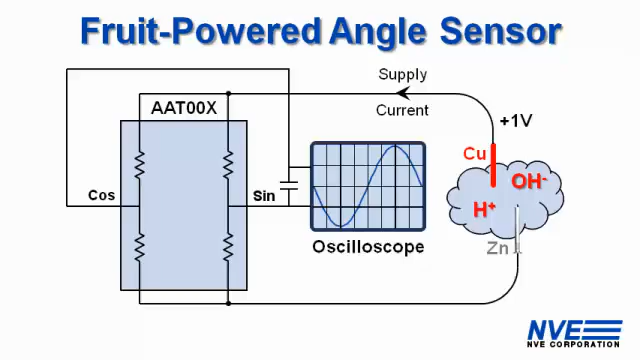 Fruit-Powered Angle Sensor
Supply
Current
AAT00X
+1V
Cu
OH-
H+
Cos
Sin
Zn
Oscilloscope
NVE
NVE CORPORATION